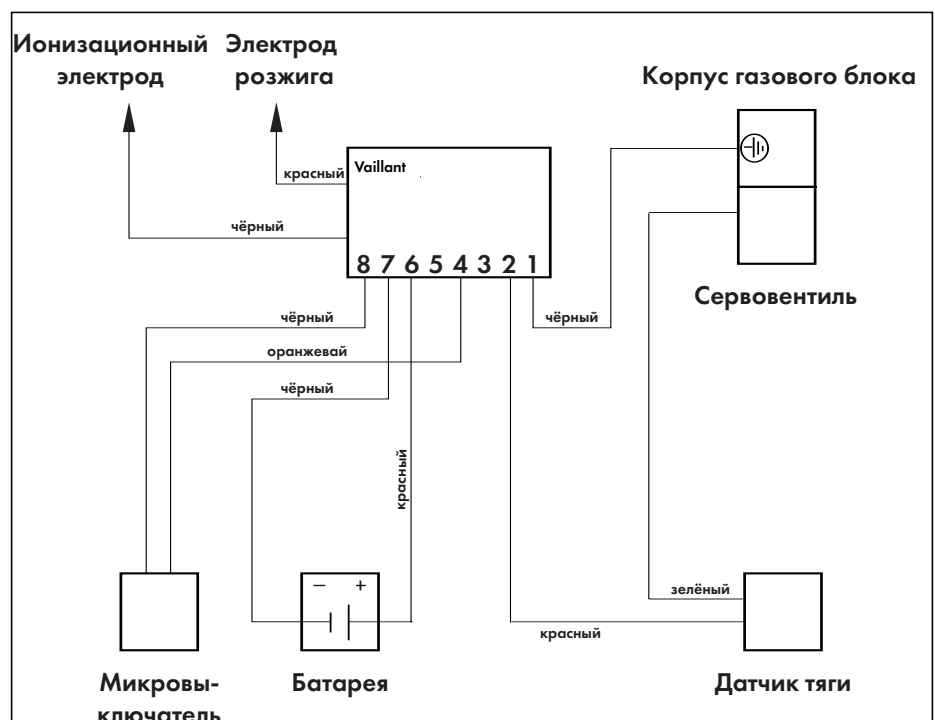 Ионизационный
электрод
Электрод
розжига
Корпус газового блока
красный
Vaillant
чёрный
8 7 6 5 4 3 2 1
Сервовентиль
чёрный
чёрный
оранжевай
чёрный
красный
− +
зелёный
красный
Микровы-
ключатель
Батарея
Датчик тяги